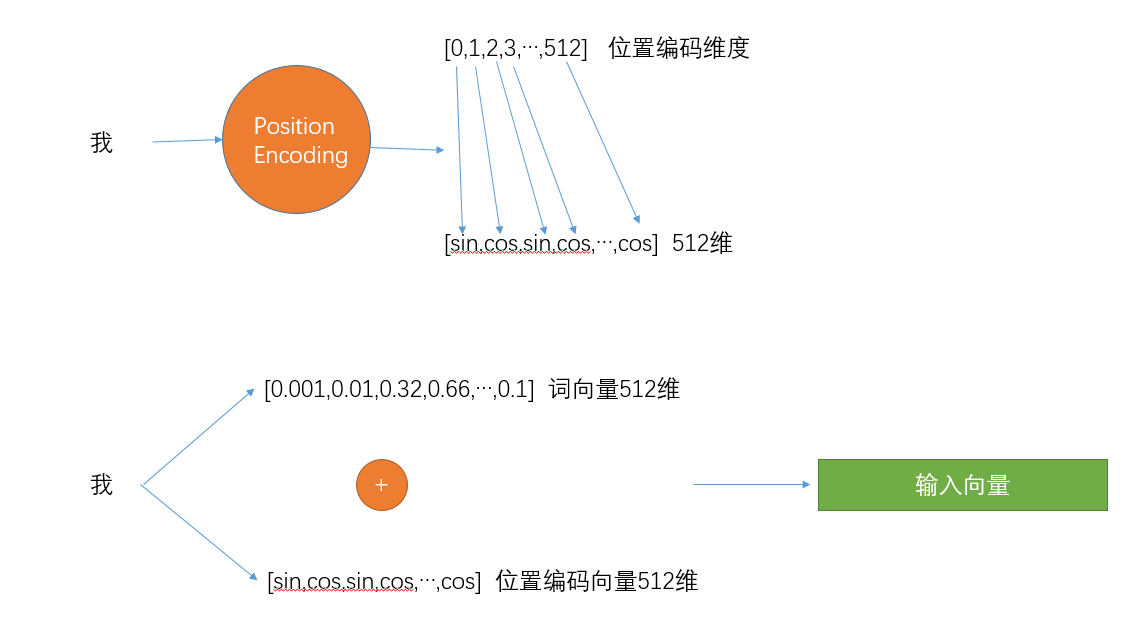 [0,1,2,3,···,512] 位置编码维度
我
Position
Encoding
[sin,cos,sin,cos,···,cos] 512维
[0.001,0.01,0.32,0.66,···,0.1] 词向量512维
我
+
输入向量
[sin,cos,sin,cos,···,cos] 位置编码向量512维